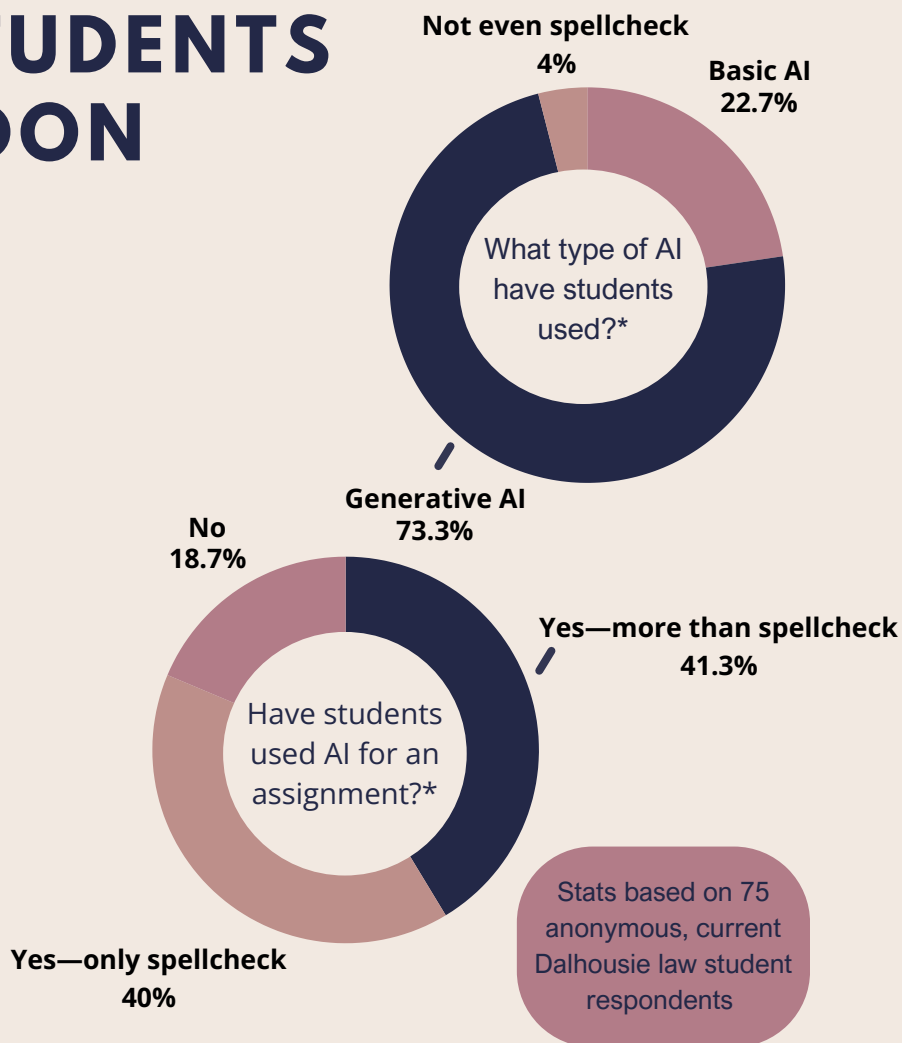 TUDENTS
DON
Not even spellcheck
4%
Basic AI
22.7%
What type of AI
have students
used?*
Generative AI
73.3%
No
18.7%
Yes—more than spellcheck
41.3%
Have students
used AI for an
assignment?*
Yes—only spellcheck
40%
Stats based on 75
anonymous, current
Dalhousie law student
respondents